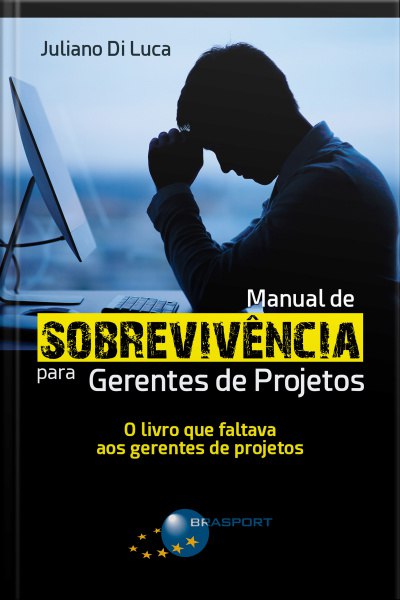 Juliano Di Luca
Manual de
SOBREVIVÊNCIA
para Gerentes de Projetos
O livro que faltava
aos gerentes de projetos
BRASPORT